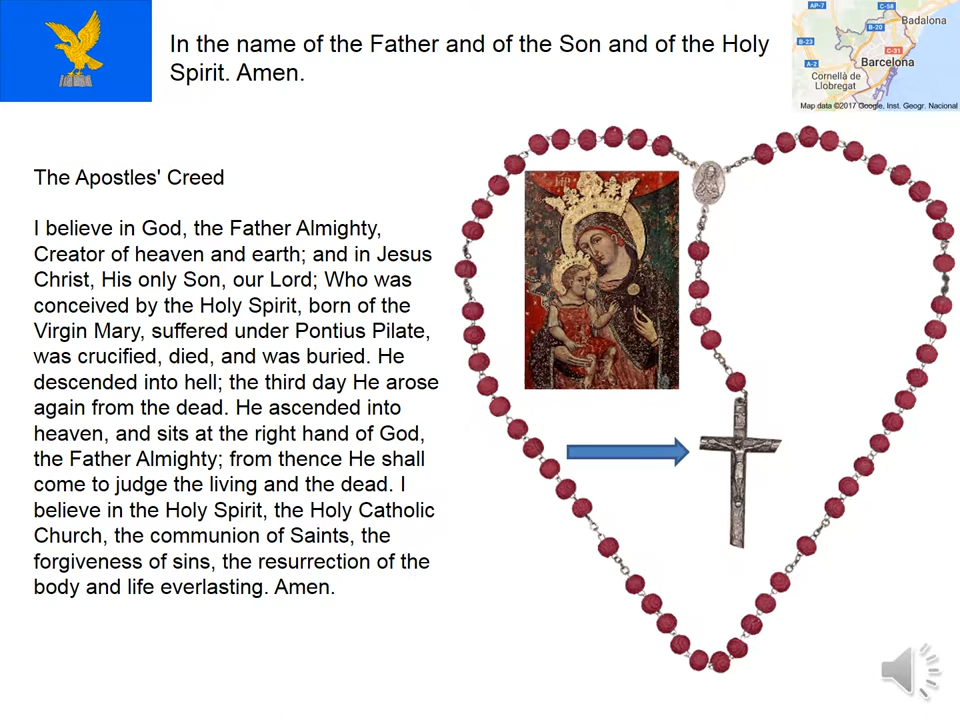 In the name of the Father and of the Son and of the Holy
Spirit. Amen.
AP-7
C-58
Badalona
B-20
B-23
C-31
A-2
Barcelona
Cornellà de
Llobregat
Map data ©2017 Google, Inst. Geogr. Nacional
The Apostles' Creed
I believe in God, the Father Almighty,
Creator of heaven and earth; and in Jesus
Christ, His only Son, our Lord; Who was
conceived by the Holy Spirit, born of the
Virgin Mary, suffered under Pontius Pilate,
was crucified, died, and was buried. He
descended into hell; the third day He arose
again from the dead. He ascended into
heaven, and sits at the right hand of God,
the Father Almighty; from thence He shall
come to judge the living and the dead. I
believe in the Holy Spirit, the Holy Catholic
Church, the communion of Saints, the
forgiveness of sins, the resurrection of the
body and life everlasting. Amen.